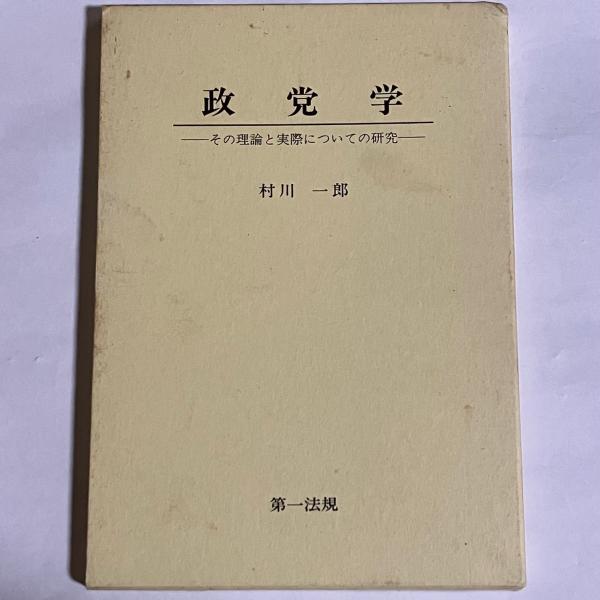 政党学
——その理論と実際についての研究——
村川 一郎
第一法規